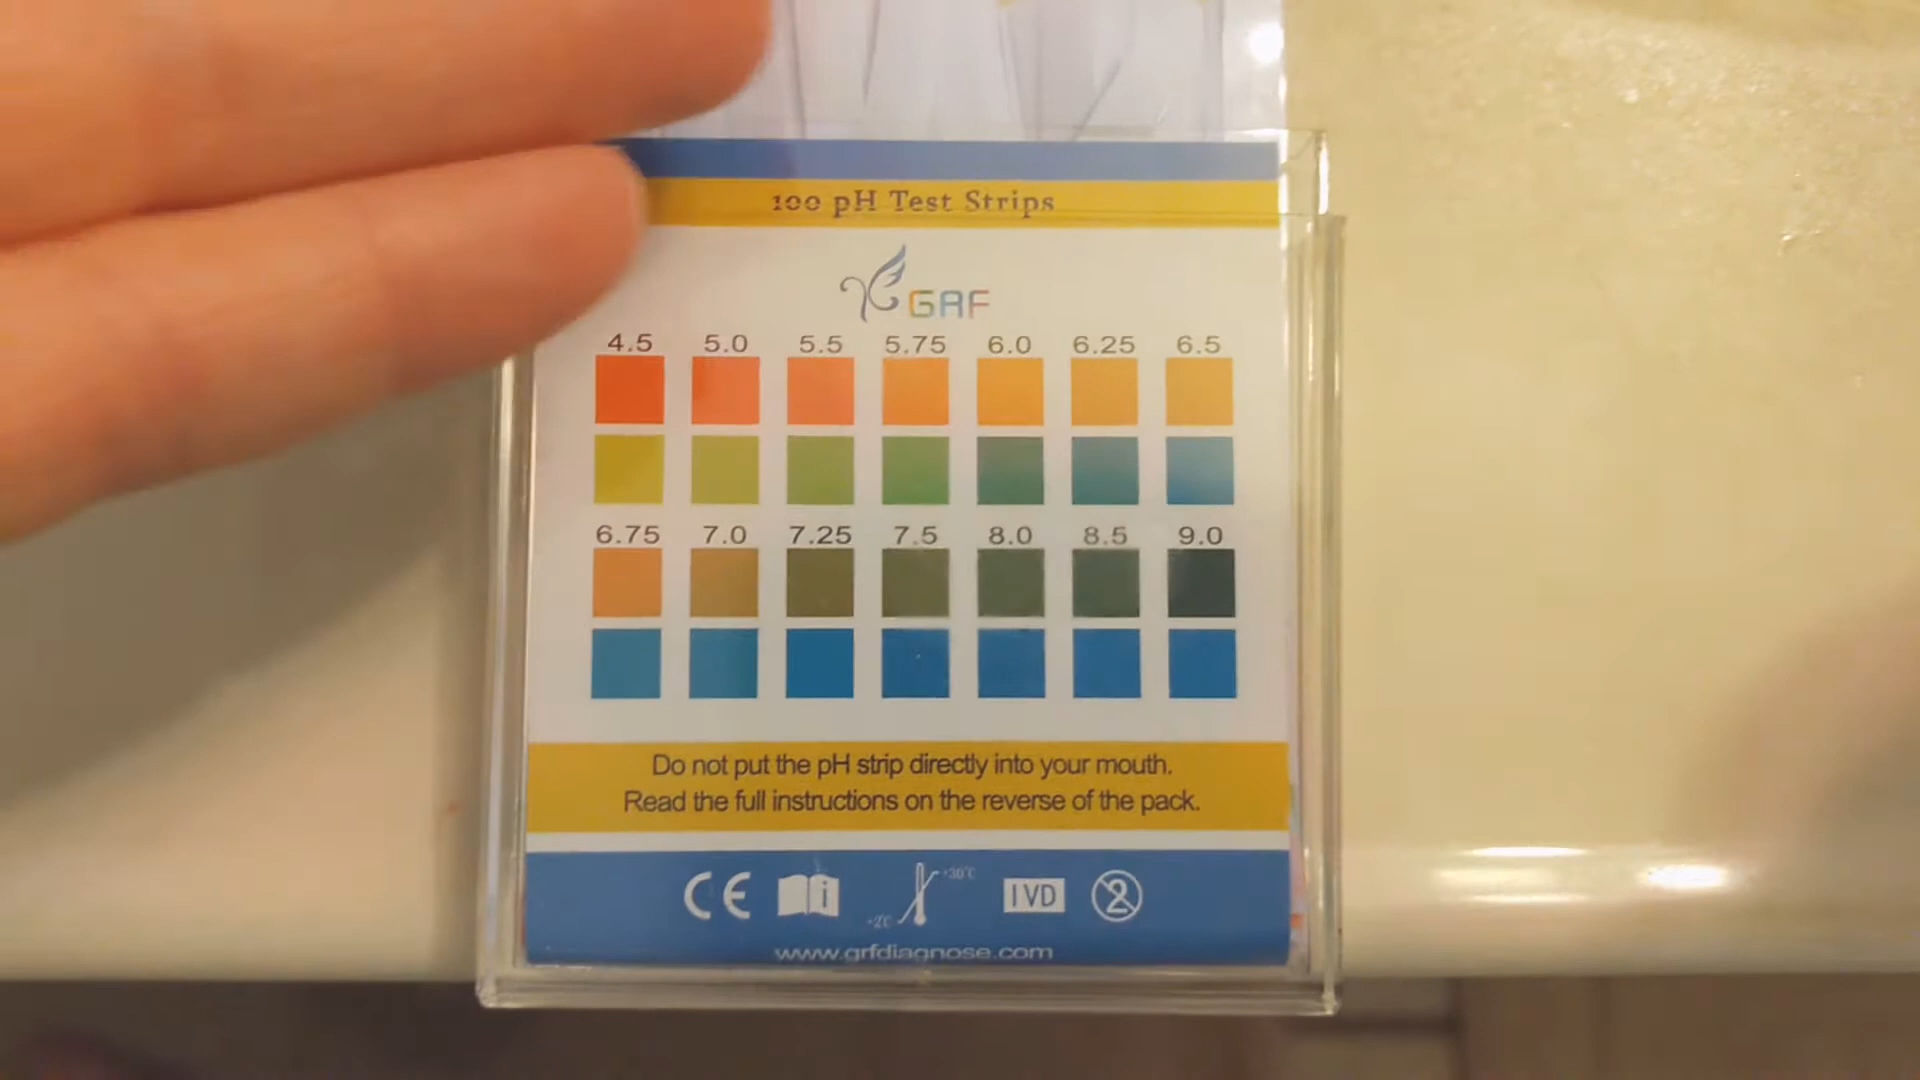 100 pH Test Strips
GAF
4.5 5.0 5.5 5.75 6.0 6.25 6.5
6.75 7.0 7.25 7.5 8.0 8.5 9.0
Do not put the pH strip directly into your mouth.
Read the full instructions on the reverse of the pack.
CE i +2°C +30°C IVD 2
www.grfdiagnose.com